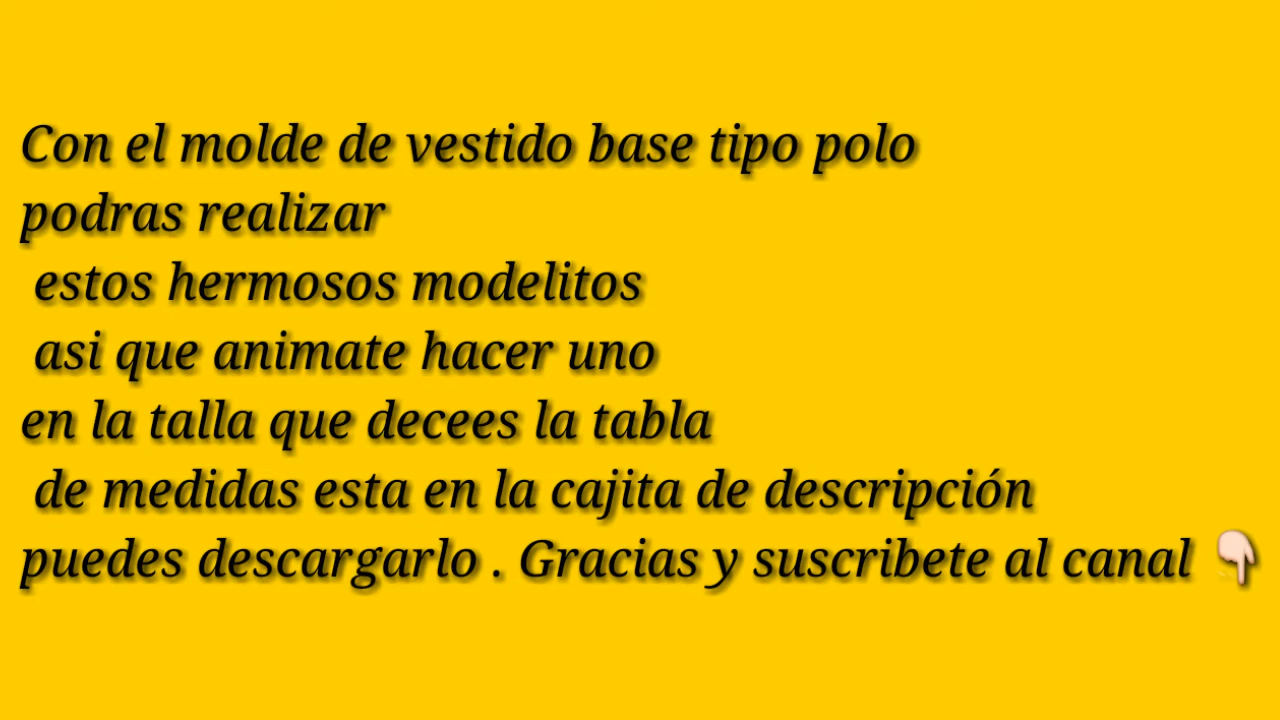 Con el molde de vestido base tipo polo
podras realizar
estos hermosos modelitos
asi que animate hacer uno
en la talla que decees la tabla
de medidas esta en la cajita de descripción
puedes descargarlo . Gracias y suscribete al canal 👇🏻